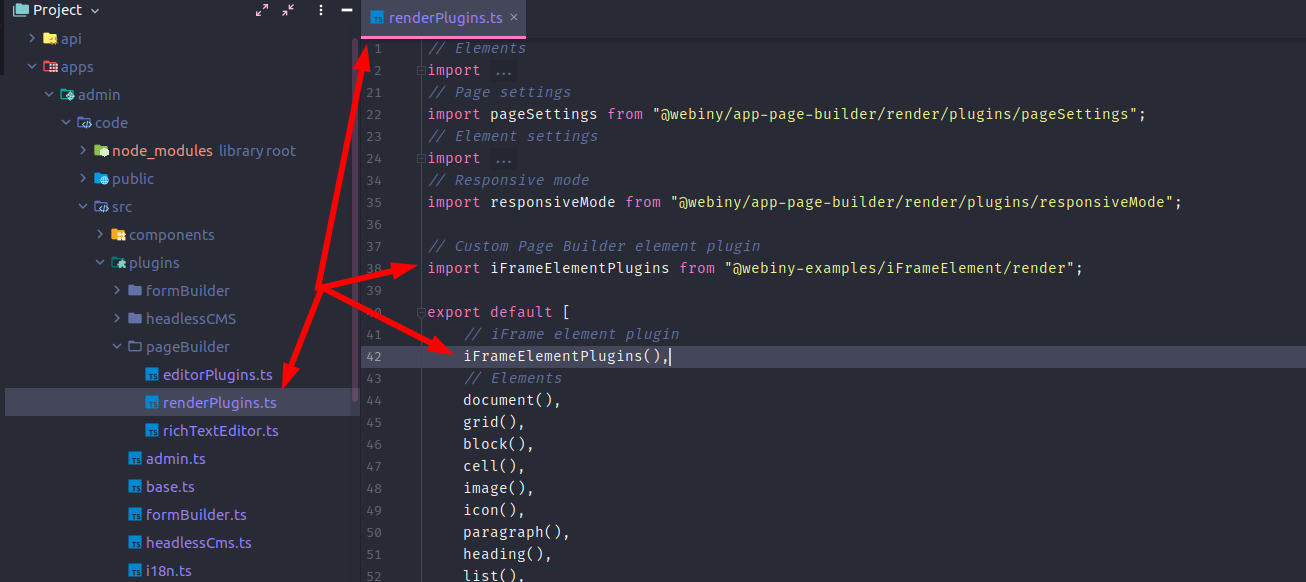 Project
api
apps
admin
code
node_modules library root
public
src
components
plugins
formBuilder
headlessCMS
pageBuilder
editorPlugins.ts
renderPlugins.ts
richTextEditor.ts
admin.ts
base.ts
formBuilder.ts
headlessCms.ts
i18n.ts
renderPlugins.ts ×
1 // Elements
2 import ...
21 // Page settings
22 import pageSettings from "@webiny/app-page-builder/render/plugins/pageSettings";
23 // Element settings
24 import ...
34 // Responsive mode
35 import responsiveMode from "@webiny/app-page-builder/render/plugins/responsiveMode";
36
37 // Custom Page Builder element plugin
38 import iFrameElementPlugins from "@webiny-examples/iFrameElement/render";
39
40 export default [
41 // iFrame element plugin
42 iFrameElementPlugins(),
43 // Elements
44 document(),
45 grid(),
46 block(),
47 cell(),
48 image(),
49 icon(),
50 paragraph(),
51 heading(),
52 list(),